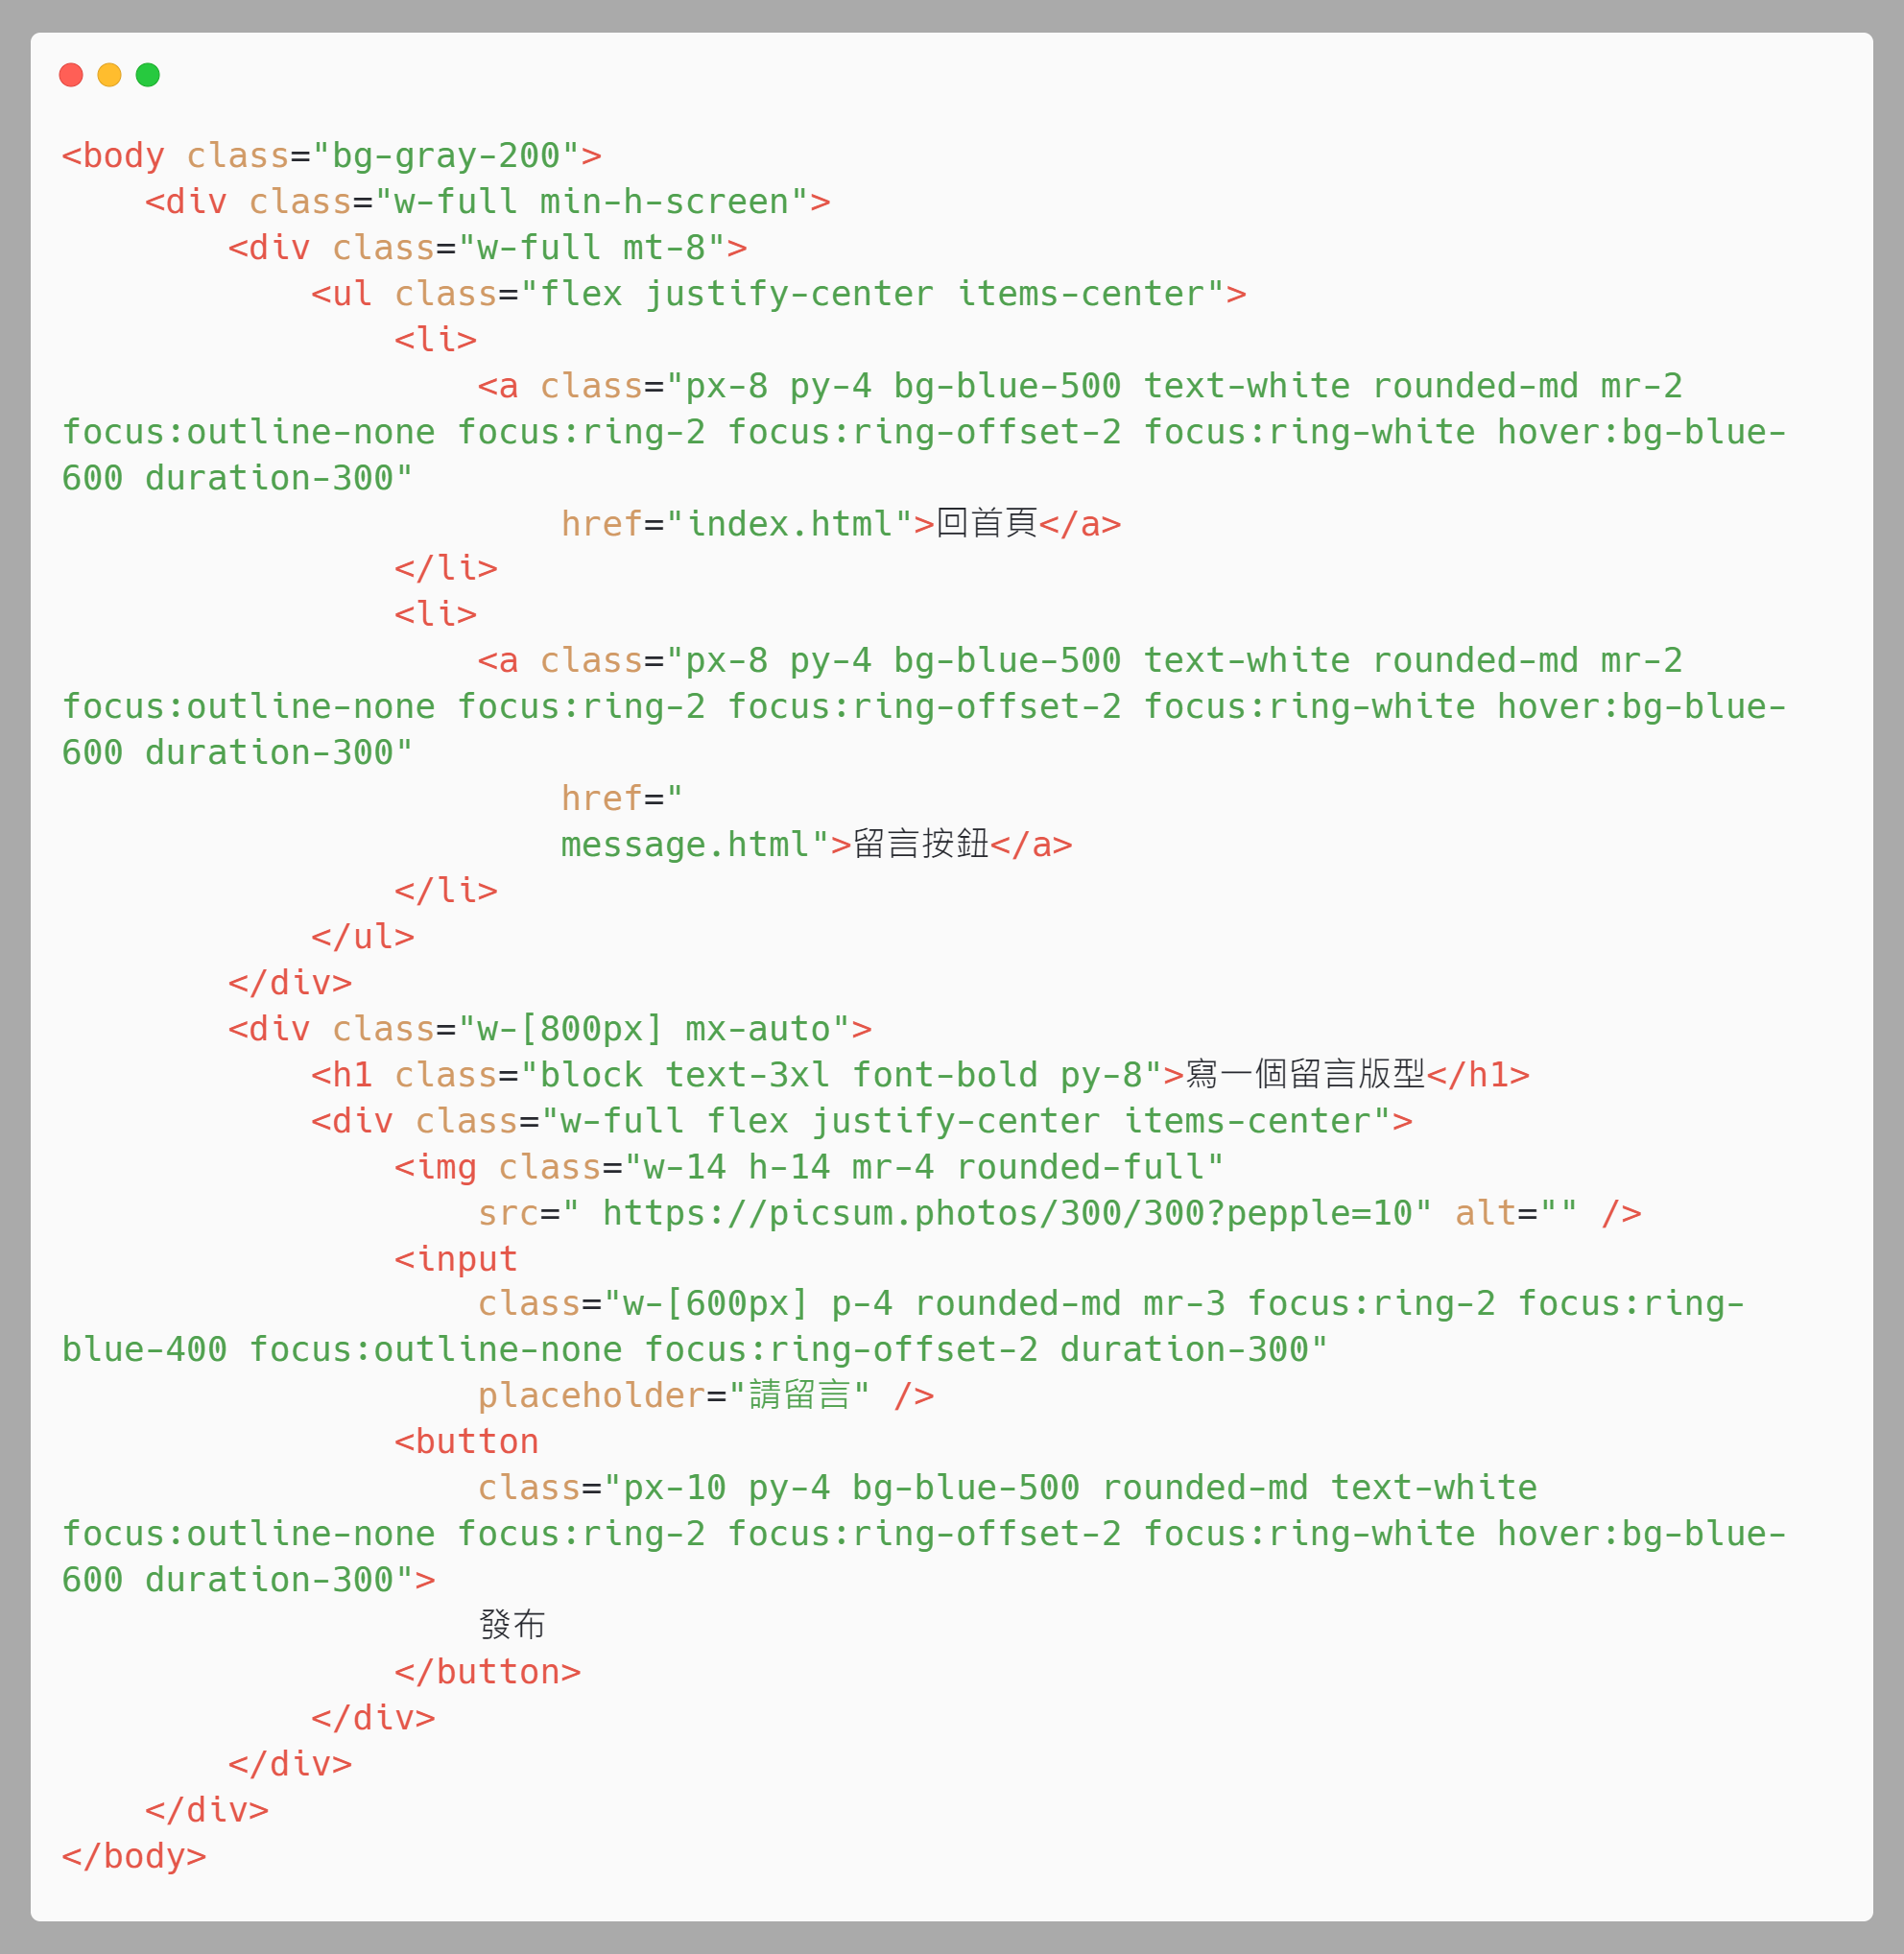 <body class="bg-gray-200">
    <div class="w-full min-h-screen">
        <div class="w-full mt-8">
            <ul class="flex justify-center items-center">
                <li>
                    <a class="px-8 py-4 bg-blue-500 text-white rounded-md mr-2
focus:outline-none focus:ring-2 focus:ring-offset-2 focus:ring-white hover:bg-blue-
600 duration-300"
                        href="index.html">回首頁</a>
                </li>
                <li>
                    <a class="px-8 py-4 bg-blue-500 text-white rounded-md mr-2
focus:outline-none focus:ring-2 focus:ring-offset-2 focus:ring-white hover:bg-blue-
600 duration-300"
                        href="
                        message.html">留言按鈕</a>
                </li>
            </ul>
        </div>
        <div class="w-[800px] mx-auto">
            <h1 class="block text-3xl font-bold py-8">寫一個留言版型</h1>
            <div class="w-full flex justify-center items-center">
                <img class="w-14 h-14 mr-4 rounded-full"
                    src=" https://picsum.photos/300/300?pepple=10" alt="" />
                <input
                    class="w-[600px] p-4 rounded-md mr-3 focus:ring-2 focus:ring-
blue-400 focus:outline-none focus:ring-offset-2 duration-300"
                    placeholder="請留言" />
                <button
                    class="px-10 py-4 bg-blue-500 rounded-md text-white
focus:outline-none focus:ring-2 focus:ring-offset-2 focus:ring-white hover:bg-blue-
600 duration-300">
                    發布
                </button>
            </div>
        </div>
    </div>
</body>